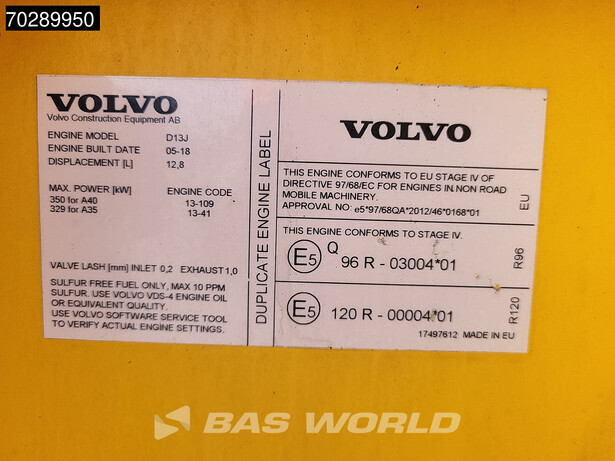 70289950
VOLVO
Volvo Construction Equipment AB
ENGINE MODEL D13J
ENGINE BUILT DATE 05-18
DISPLACEMENT [L] 12,8
MAX. POWER [kW] ENGINE CODE
350 for A40 13-109
329 for A35 13-41
VALVE LASH [mm] INLET 0,2 EXHAUST 1,0
SULFUR FREE FUEL ONLY, MAX 10 PPM
SULFUR. USE VOLVO VDS-4 ENGINE OIL
OR EQUIVALENT QUALITY.
USE VOLVO SOFTWARE SERVICE TOOL
TO VERIFY ACTUAL ENGINE SETTINGS.
DUPLICATE ENGINE LABEL
VOLVO
THIS ENGINE CONFORMS TO EU STAGE IV OF
DIRECTIVE 97/68/EC FOR ENGINES IN NON ROAD
MOBILE MACHINERY.
APPROVAL NO: e5*97/68QA*2012/46*0168*01
EU
THIS ENGINE CONFORMS TO STAGE IV.
E5 Q 96 R - 03004*01
R96
E5 120 R - 00004*01
17497612 MADE IN EU
R120
BAS WORLD